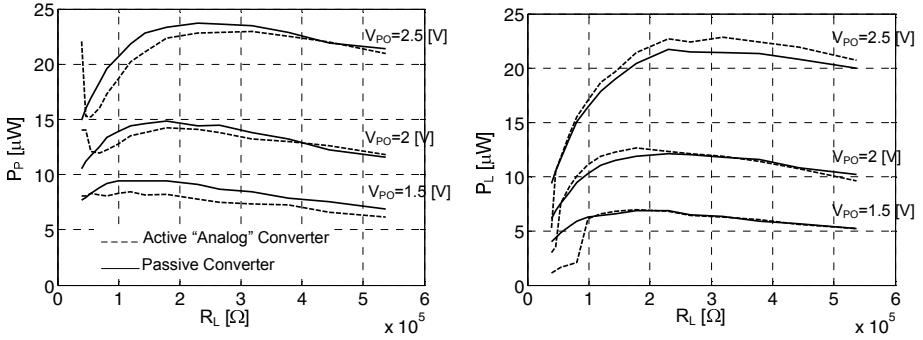 25
20
15
10
5
0
P_P [μW]
0 1 2 3 4 5 6
R_L [Ω]
x 10^5
V_PO=2.5 [V]
V_PO=2 [V]
V_PO=1.5 [V]
Active “Analog” Converter
Passive Converter
25
20
15
10
5
0
P_L [μW]
0 1 2 3 4 5 6
R_L [Ω]
x 10^5
V_PO=2.5 [V]
V_PO=2 [V]
V_PO=1.5 [V]